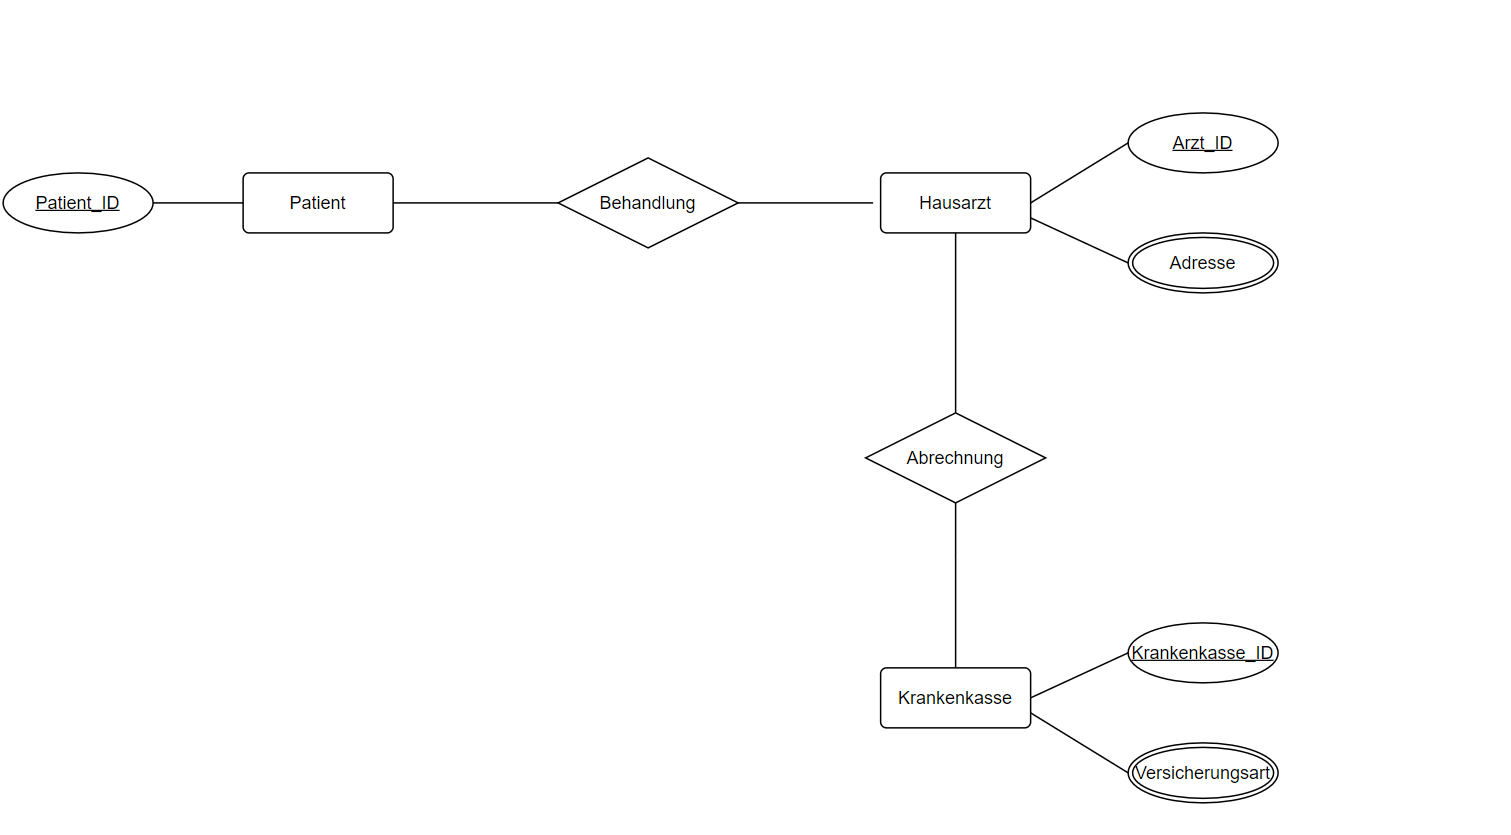 Arzt_ID
Patient_ID
Patient
Behandlung
Hausarzt
Adresse
Abrechnung
Krankenkasse_ID
Krankenkasse
Versicherungsart